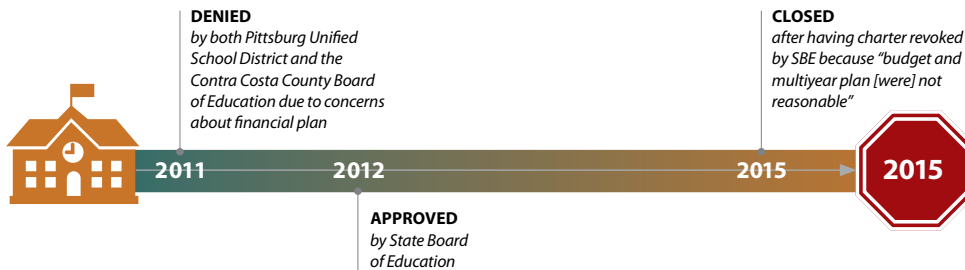 DENIED
by both Pittsburg Unified
School District and the
Contra Costa County Board
of Education due to concerns
about financial plan
CLOSED
after having charter revoked
by SBE because “budget and
multiyear plan [were] not
reasonable”
2011
2012
2015
2015
APPROVED
by State Board
of Education